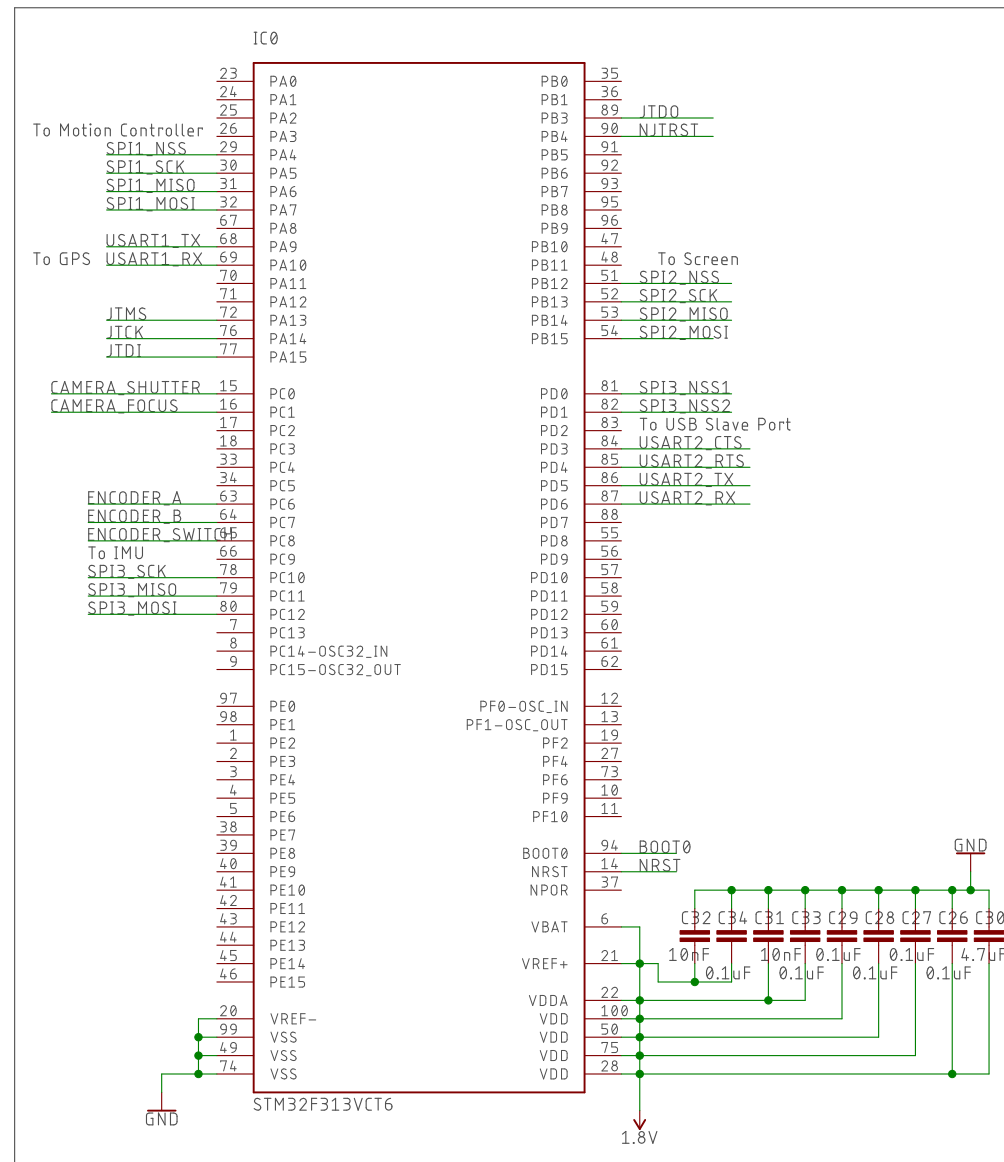 IC0
23 PA0 PB0 35
24 PA1 PB1 36
25 PA2 PB3 89 JTDO
To Motion Controller 26 PA3 PB4 90 NJTRST
SPI1_NSS 29 PA4 PB5 91
SPI1_SCK 30 PA5 PB6 92
SPI1_MISO 31 PA6 PB7 93
SPI1_MOSI 32 PA7 PB8 95
67 PA8 PB9 96
USART1_TX 68 PA9 PB10 47
To GPS USART1_RX 69 PA10 PB11 48 To Screen
70 PA11 PB12 51 SPI2_NSS
71 PA12 PB13 52 SPI2_SCK
JTMS 72 PA13 PB14 53 SPI2_MISO
JTCK 76 PA14 PB15 54 SPI2_MOSI
JTDI 77 PA15
CAMERA_SHUTTER 15 PC0 PD0 81 SPI3_NSS1
CAMERA_FOCUS 16 PC1 PD1 82 SPI3_NSS2
17 PC2 PD2 83 To USB Slave Port
18 PC3 PD3 84 USART2_CTS
33 PC4 PD4 85 USART2_RTS
34 PC5 PD5 86 USART2_TX
ENCODER_A 63 PC6 PD6 87 USART2_RX
ENCODER_B 64 PC7 PD7 88
ENCODER_SWITCH 65 PC8 PD8 55
To IMU 66 PC9 PD9 56
SPI3_SCK 78 PC10 PD10 57
SPI3_MISO 79 PC11 PD11 58
SPI3_MOSI 80 PC12 PD12 59
7 PC13 PD13 60
8 PC14-OSC32_IN PD14 61
9 PC15-OSC32_OUT PD15 62
97 PE0 PF0-OSC_IN 12
98 PE1 PF1-OSC_OUT 13
1 PE2 PF2 19
2 PE3 PF4 27
3 PE4 PF6 73
4 PE5 PF9 10
5 PE6 PF10 11
38 PE7
39 PE8 BOOT0 94 BOOT0 GND
40 PE9 NRST 14 NRST
41 PE10 NPOR 37
42 PE11
43 PE12 VBAT 6 C32 C34 C31 C33 C29 C28 C27 C26 C30
44 PE13
45 PE14 VREF+ 21 10nF 10nF 0.1uF 0.1uF 4.7uF
46 PE15 0.1uF 0.1uF 0.1uF 0.1uF
VDDA 22
20 VREF- VDD 100
99 VSS VDD 50
49 VSS VDD 75
74 VSS VDD 28
GND STM32F313VCT6
1.8V